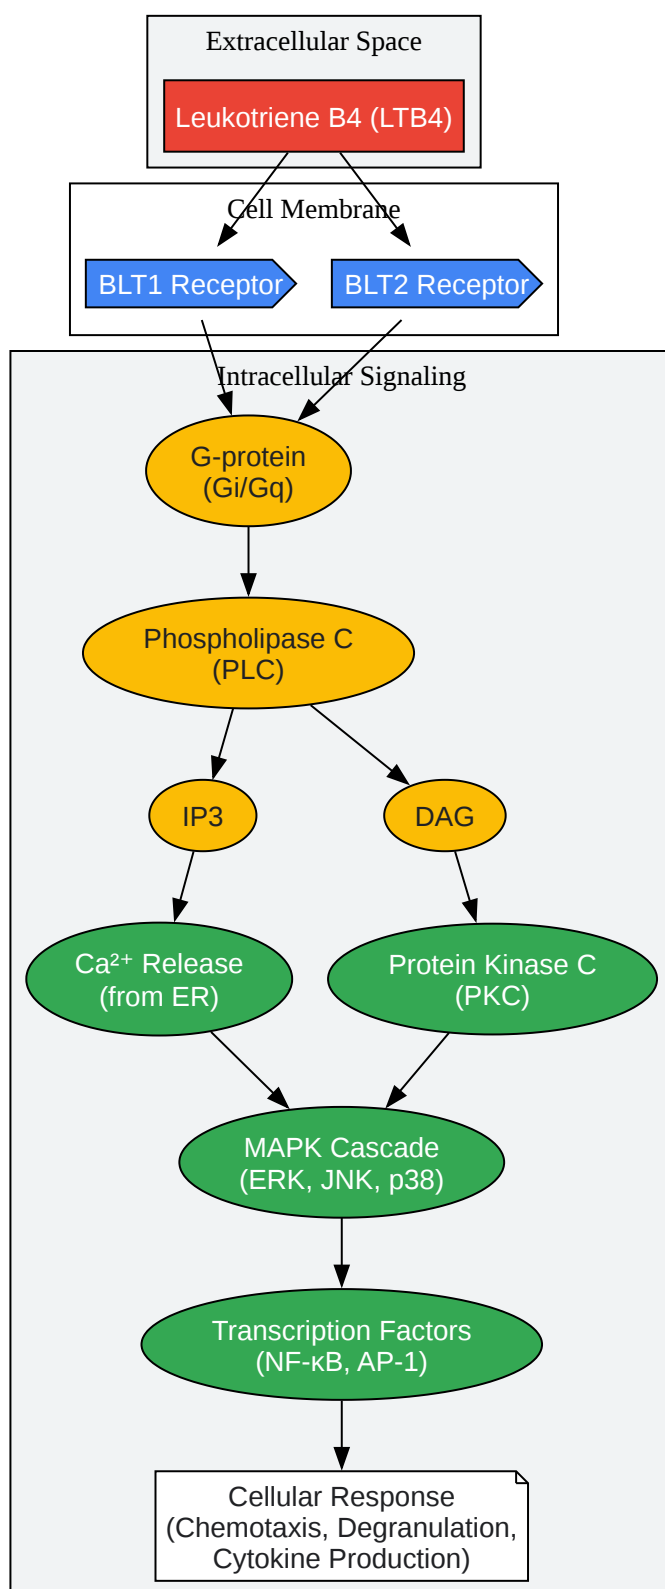 Extracellular Space
Leukotriene B4 (LTB4)
Cell Membrane
BLT1 Receptor
BLT2 Receptor
Intracellular Signaling
G-protein
(Gi/Gq)
Phospholipase C
(PLC)
IP3
DAG
Ca²⁺ Release
(from ER)
Protein Kinase C
(PKC)
MAPK Cascade
(ERK, JNK, p38)
Transcription Factors
(NF-κB, AP-1)
Cellular Response
(Chemotaxis, Degranulation,
Cytokine Production)